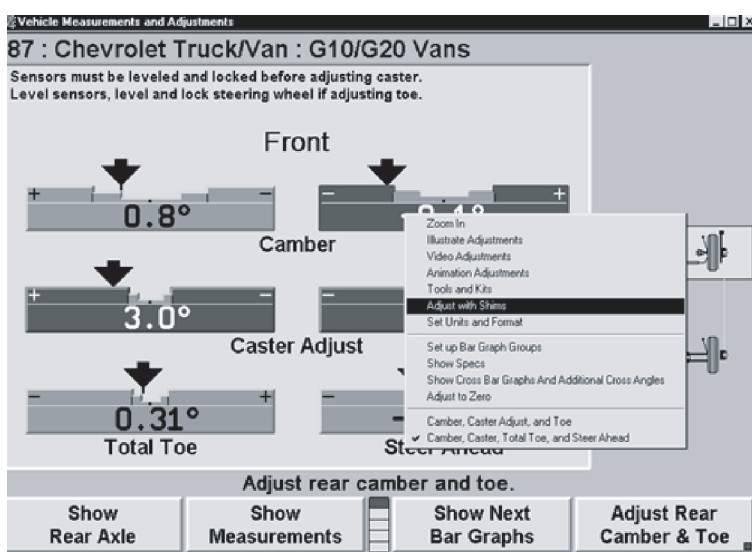 Vehicle Measurements and Adjustments
87 : Chevrolet Truck/Van : G10/G20 Vans
Sensors must be leveled and locked before adjusting caster.
Level sensors, level and lock steering wheel if adjusting toe.
Front
+ - - +
0.8°
Camber
+ - -
3.0°
Caster Adjust
- + -
0.31°
Total Toe
Steer Ahead
Zoom In
Illustrate Adjustments
Video Adjustments
Animation Adjustments
Tools and Kits
Adjust with Shims
Set Units and Format
Set up Bar Graph Groups
Show Specs
Show Cross Bar Graphs And Additional Cross Angles
Adjust to Zero
Camber, Caster Adjust, and Toe
✓ Camber, Caster, Total Toe, and Steer Ahead
Adjust rear camber and toe.
Show
Rear Axle
Show
Measurements
Show Next
Bar Graphs
Adjust Rear
Camber & Toe